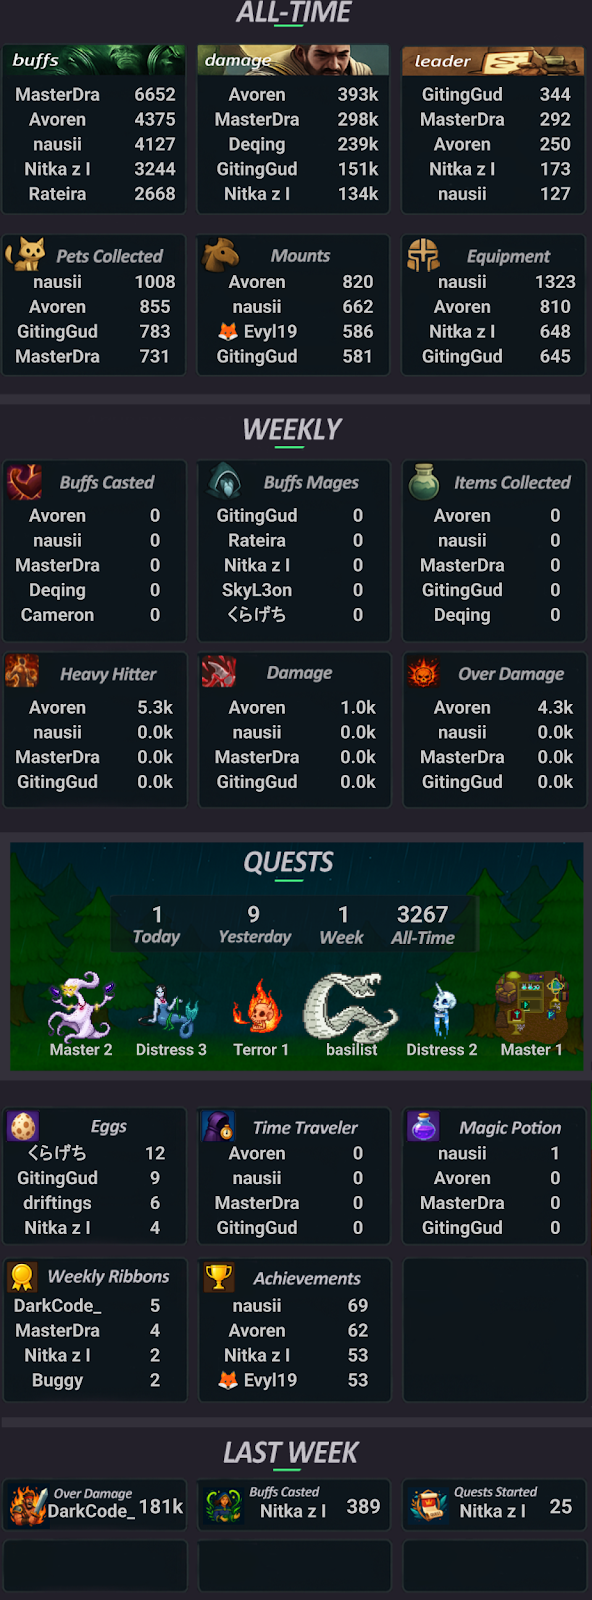 ALL-TIME
buffs
MasterDra 6652
Avoren 4375
nausii 4127
Nitka z I 3244
Rateira 2668
damage
Avoren 393k
MasterDra 298k
Deqing 239k
GitingGud 151k
Nitka z I 134k
leader
GitingGud 344
MasterDra 292
Avoren 250
Nitka z I 173
nausii 127
Pets Collected
nausii 1008
Avoren 855
GitingGud 783
MasterDra 731
Mounts
Avoren 820
nausii 662
🦊 Evyl19 586
GitingGud 581
Equipment
nausii 1323
Avoren 810
Nitka z I 648
GitingGud 645
WEEKLY
Buffs Casted
Avoren 0
nausii 0
MasterDra 0
Deqing 0
Cameron 0
Buffs Mages
GitingGud 0
Rateira 0
Nitka z I 0
SkyL3on 0
くらげち 0
Items Collected
Avoren 0
nausii 0
MasterDra 0
GitingGud 0
Deqing 0
Heavy Hitter
Avoren 5.3k
nausii 0.0k
MasterDra 0.0k
GitingGud 0.0k
Damage
Avoren 1.0k
nausii 0.0k
MasterDra 0.0k
GitingGud 0.0k
Over Damage
Avoren 4.3k
nausii 0.0k
MasterDra 0.0k
GitingGud 0.0k
QUESTS
1 9 1 3267
Today Yesterday Week All-Time
Master 2 Distress 3 Terror 1 basilist Distress 2 Master 1
Eggs
くらげち 12
GitingGud 9
driftings 6
Nitka z I 4
Time Traveler
Avoren 0
nausii 0
MasterDra 0
GitingGud 0
Magic Potion
nausii 1
Avoren 0
MasterDra 0
GitingGud 0
Weekly Ribbons
DarkCode_ 5
MasterDra 4
Nitka z I 2
Buggy 2
Achievements
nausii 69
Avoren 62
Nitka z I 53
🦊 Evyl19 53
LAST WEEK
Over Damage
DarkCode_ 181k
Buffs Casted
Nitka z I 389
Quests Started
Nitka z I 25